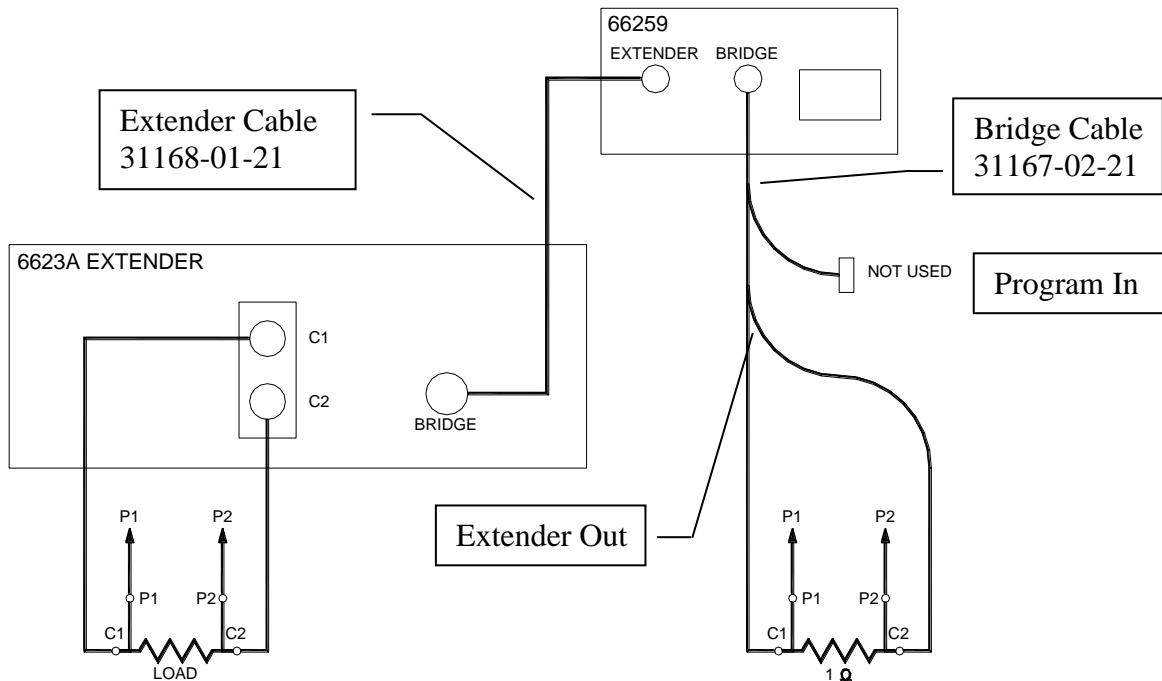 66259
EXTENDER
BRIDGE
Extender Cable
31168-01-21
Bridge Cable
31167-02-21
6623A EXTENDER
NOT USED
Program In
C1
C2
BRIDGE
Extender Out
P1
P2
P1
P2
C1
C2
LOAD
P1
P2
P1
P2
C1
C2
1 Ω